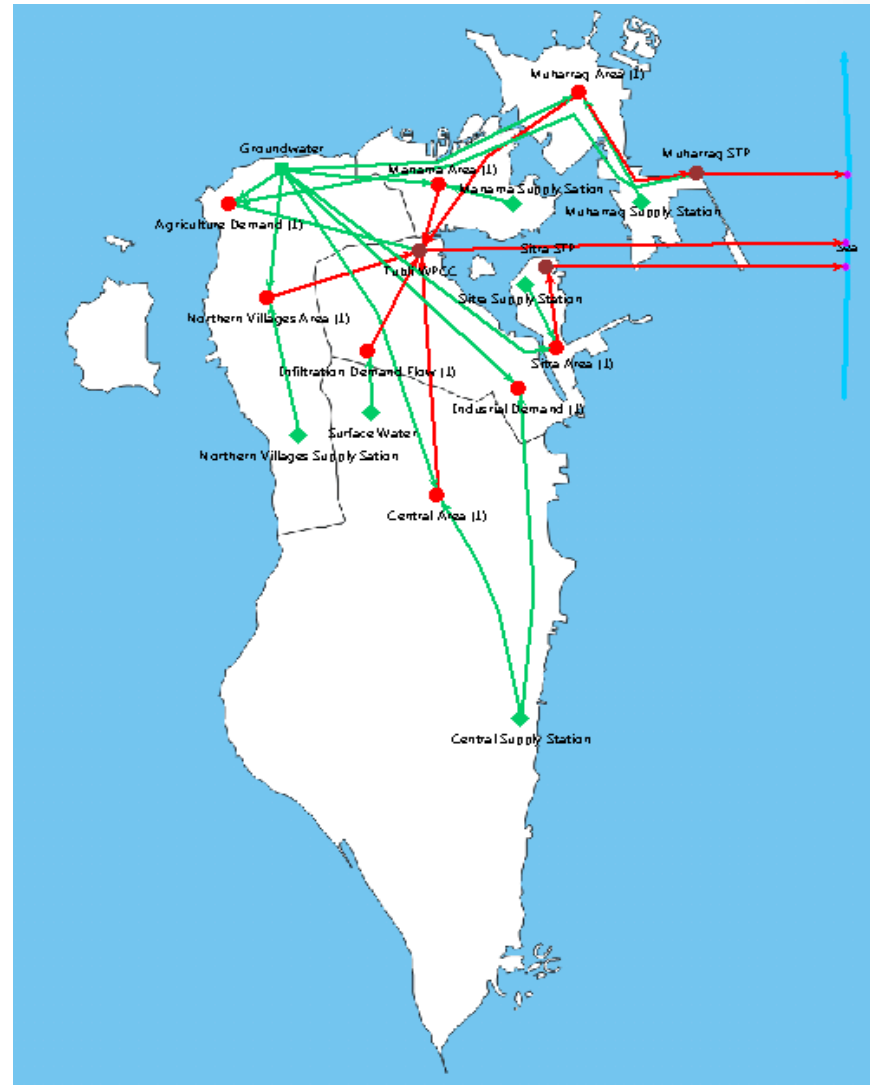 Muharraq Area (1)
Groundwater
Muharraq STP
Manama Area (1)
Manama Supply Sation
Muharraq Supply Station
Agriculture Demand (1)
Sitra STP
Sea
Tubli WPCC
Sitra Supply Station
Northern Villages Area (1)
Sitra Area (1)
Infiltration Demand Flow (1)
Indusrial Demand (1)
Surface Water
Northern Villages Supply Sation
Central Area (1)
Central Supply Station